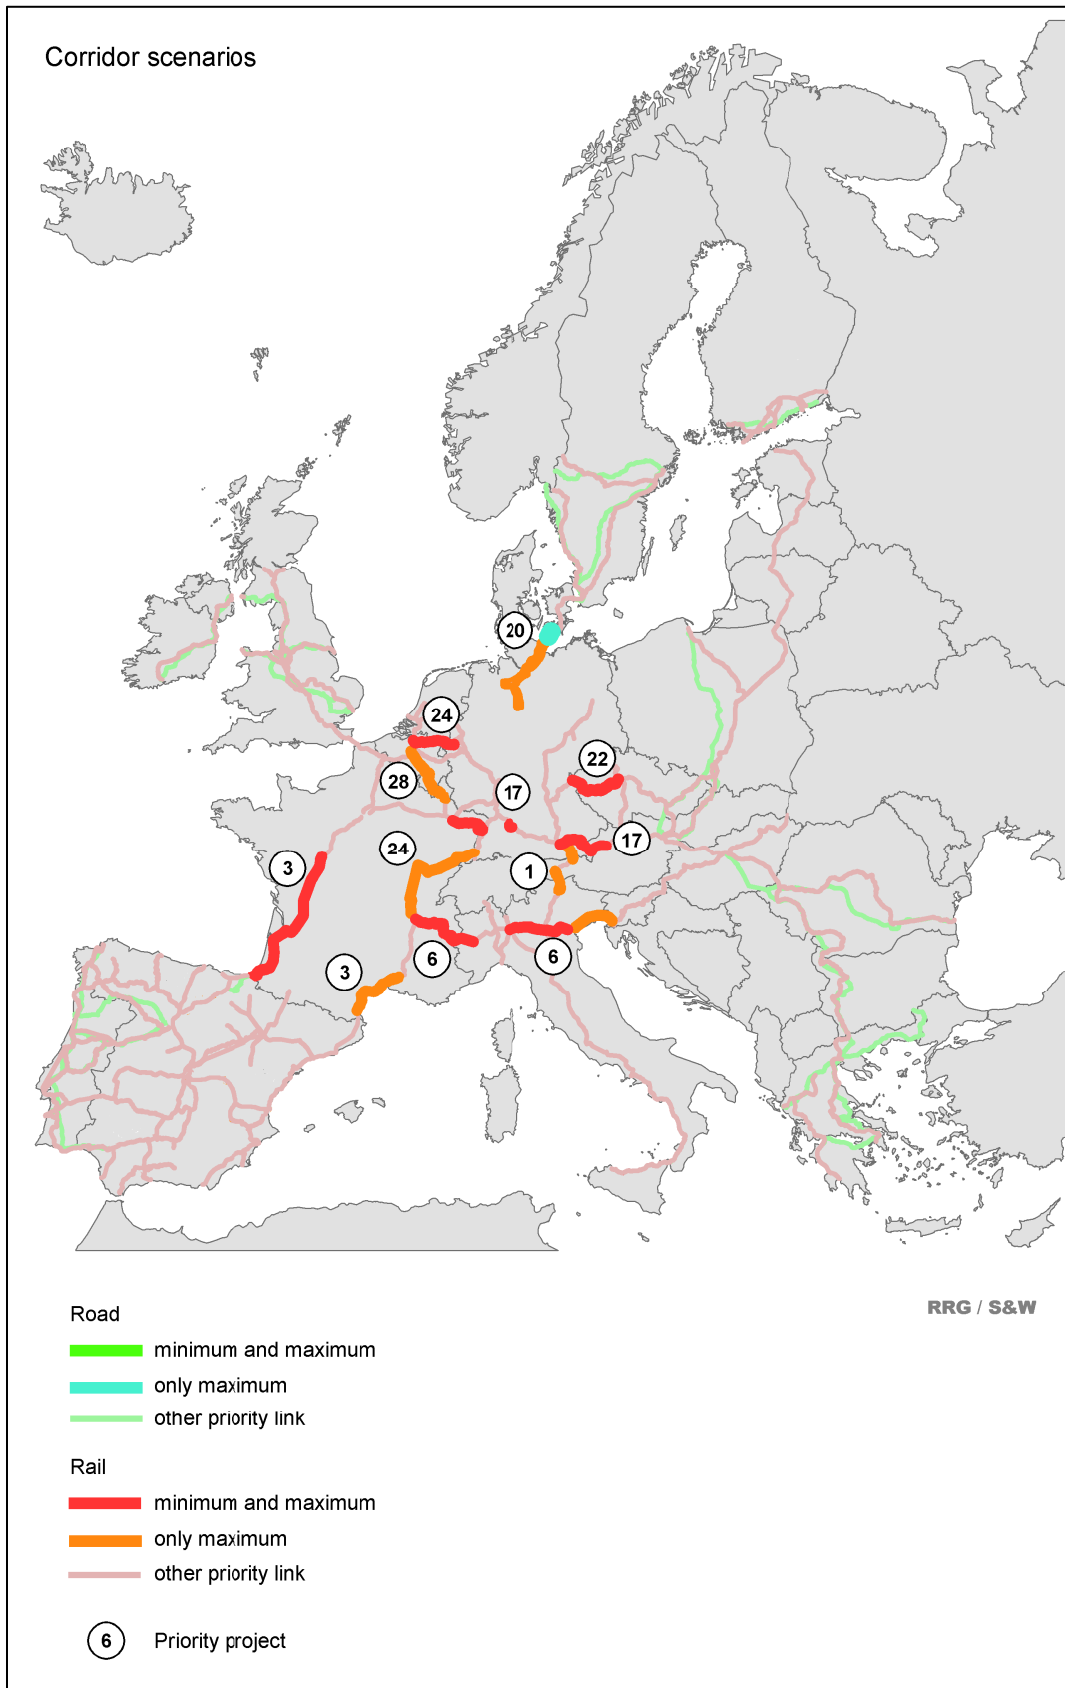 Corridor scenarios
20
24
22
28
17
24
17
3
1
6
6
3
RRG / S&W
Road
minimum and maximum
only maximum
other priority link
Rail
minimum and maximum
only maximum
other priority link
6 Priority project